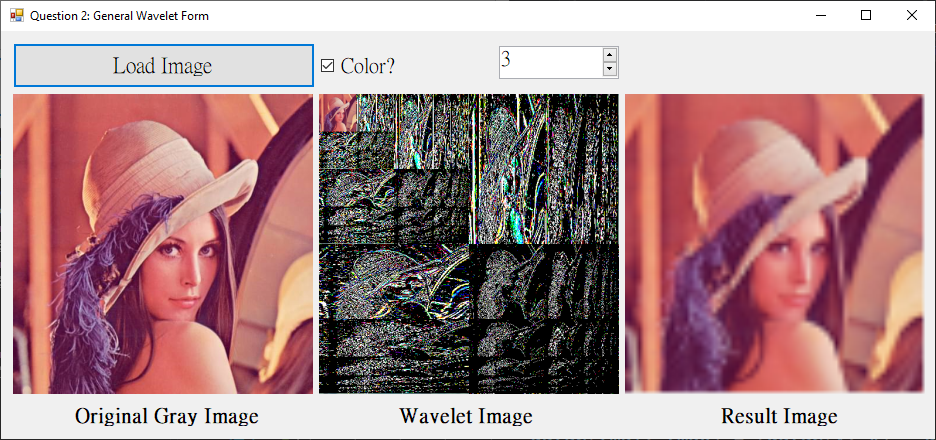 Question 2: General Wavelet Form
Load Image
Color?
3
Original Gray Image
Wavelet Image
Result Image